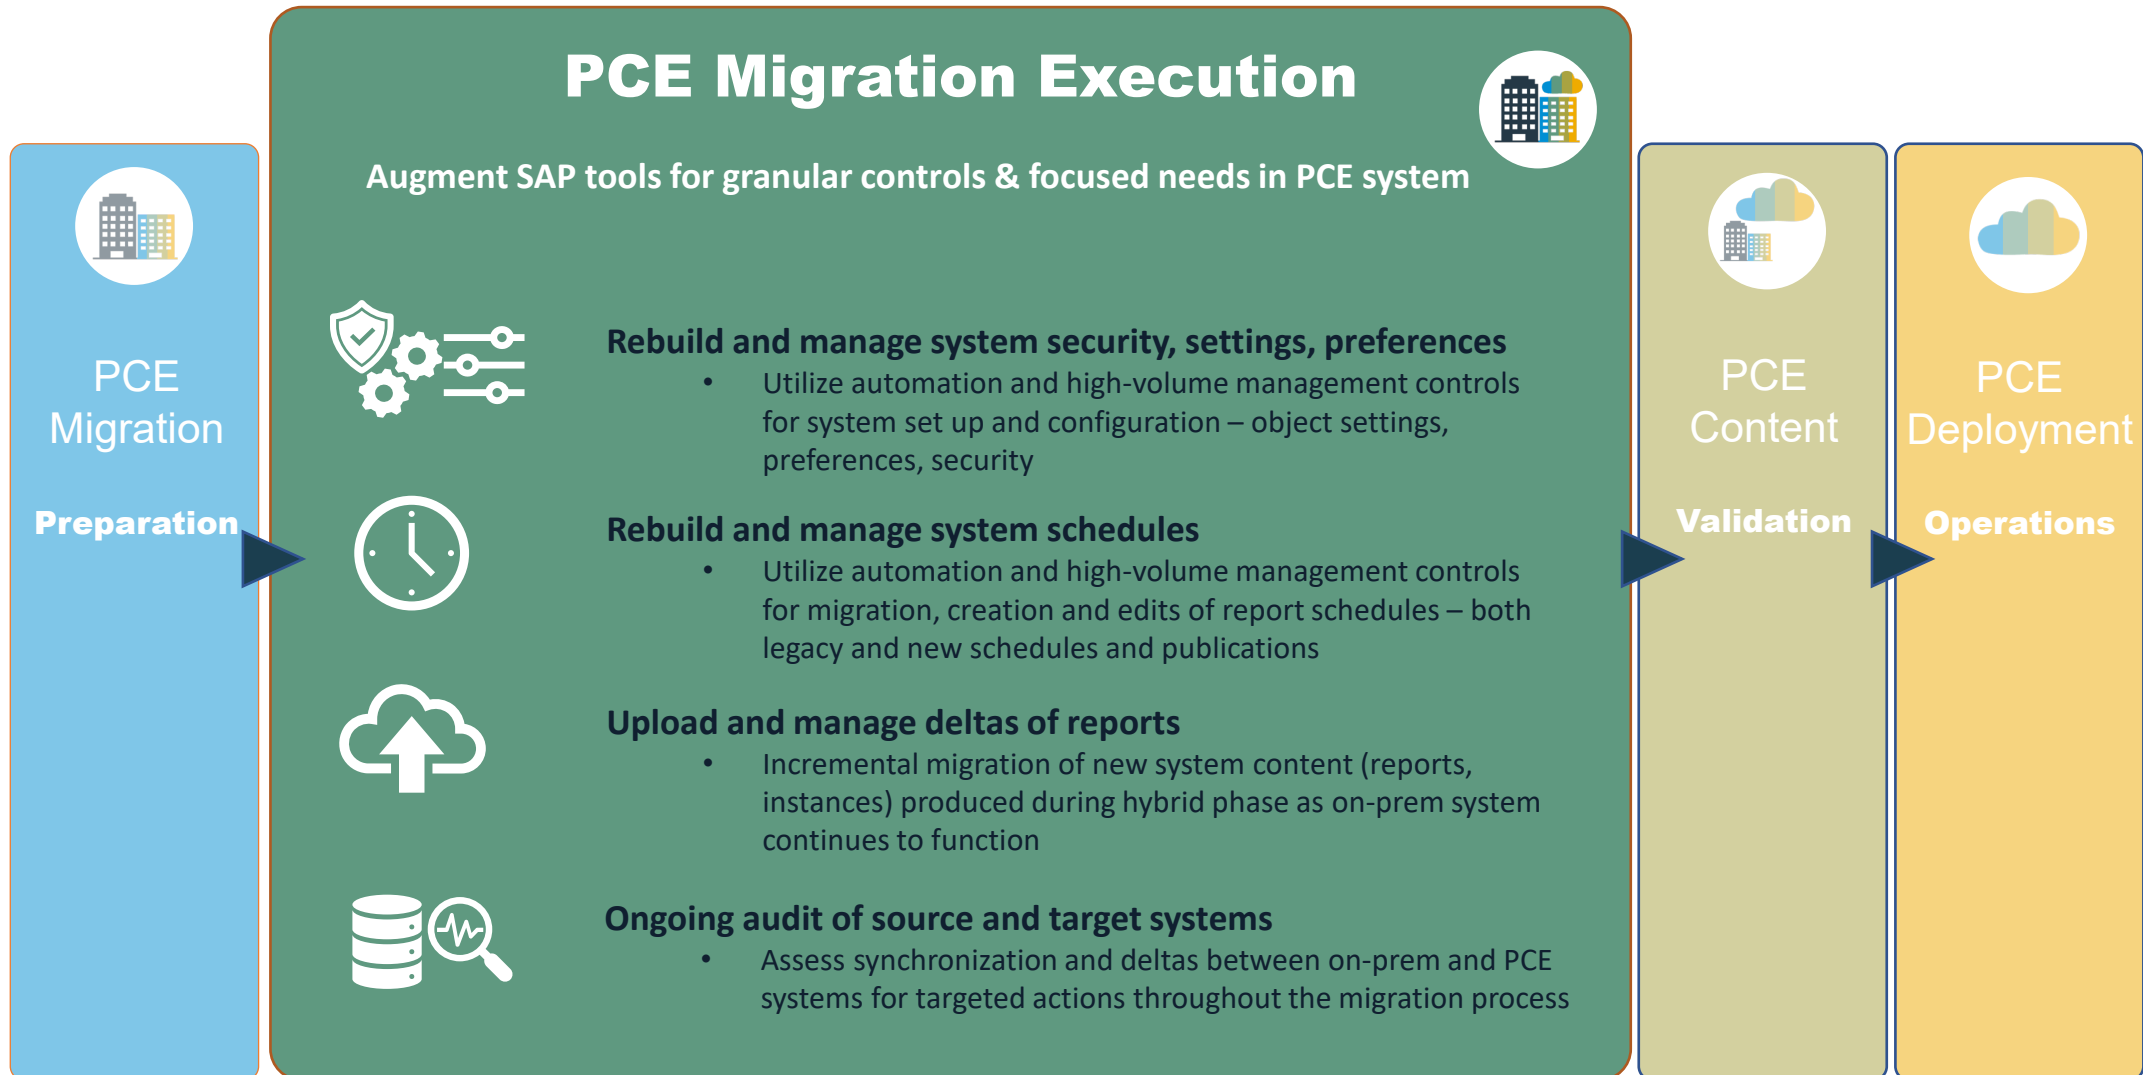 PCE Migration Execution
Augment SAP tools for granular controls & focused needs in PCE system
PCE
Migration
Preparation
Rebuild and manage system security, settings, preferences
• Utilize automation and high-volume management controls
for system set up and configuration – object settings,
preferences, security
Rebuild and manage system schedules
• Utilize automation and high-volume management controls
for migration, creation and edits of report schedules – both
legacy and new schedules and publications
Upload and manage deltas of reports
• Incremental migration of new system content (reports,
instances) produced during hybrid phase as on-prem system
continues to function
Ongoing audit of source and target systems
• Assess synchronization and deltas between on-prem and PCE
systems for targeted actions throughout the migration process
PCE
Content
Validation
PCE
Deployment
Operations